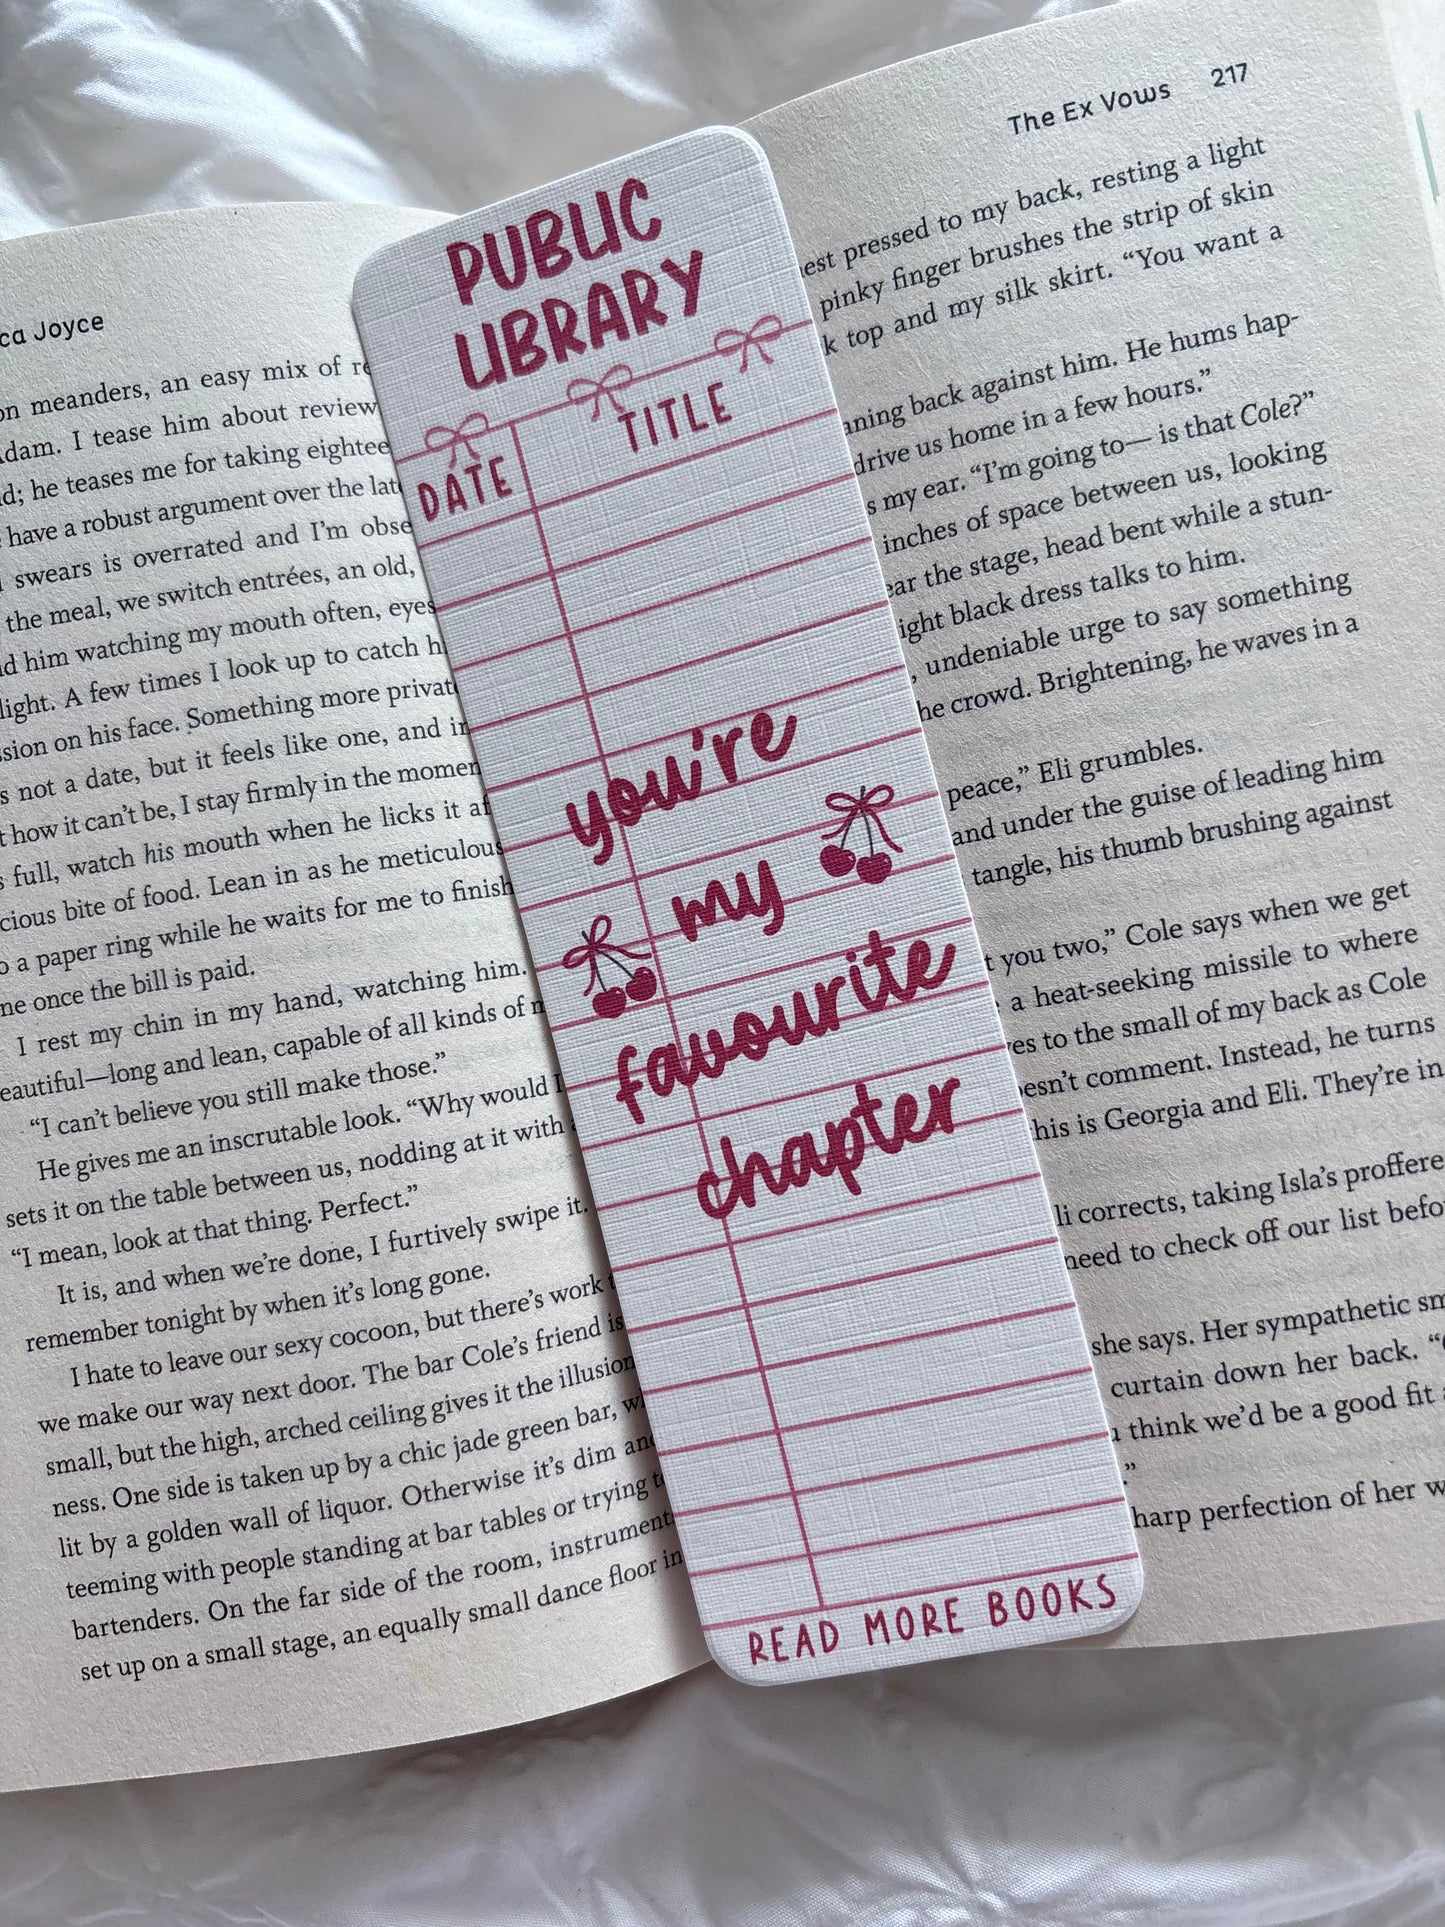 ca Joyce
on meanders, an easy mix of
Adam. I tease him about review
he teases me for taking eightee
have a robust argument over the lat
swears is overrated and I'm obse
the meal, we switch entrées, an old,
him watching my mouth often, eyes
light. A few times I look up to catch
ssion on his face. Something more privat
s not a date, but it feels like one, and in
t how it can't be, I stay firmly in the momen
s full, watch his mouth when he licks it af
cious bite of food. Lean in as he meticulous
o a paper ring while he waits for me to finish
ne once the bill is paid.
I rest my chin in my hand, watching him.
eautiful—long and lean, capable of all kinds of
“I can't believe you still make those.”
He gives me an inscrutable look. “Why would I
sets it on the table between us, nodding at it with
“I mean, look at that thing. Perfect.”
It is, and when we're done, I furtively swipe it.
remember tonight by when it's long gone.
I hate to leave our sexy cocoon, but there's work
we make our way next door. The bar Cole's friend is
small, but the high, arched ceiling gives it the illusion
ness. One side is taken up by a chic jade green bar,
lit by a golden wall of liquor. Otherwise it's dim and
teeming with people standing at bar tables or trying
bartenders. On the far side of the room, instrument
set up on a small stage, an equally small dance floor in
PUBLIC
LIBRARY
DATE TITLE
you're
my
favourite
chapter
READ MORE BOOKS
The Ex Vows 217
est pressed to my back, resting a light
pinky finger brushes the strip of skin
k top and my silk skirt. “You want a
aning back against him. He hums hap-
drive us home in a few hours.”
s my ear. “I'm going to— is that Cole?”
inches of space between us, looking
ear the stage, head bent while a stun-
ight black dress talks to him.
, undeniable urge to say something
he crowd. Brightening, he waves in a
peace,” Eli grumbles.
and under the guise of leading him
tangle, his thumb brushing against
t you two,” Cole says when we get
a heat-seeking missile to where
es to the small of my back as Cole
esn't comment. Instead, he turns
his is Georgia and Eli. They're in
li corrects, taking Isla's proffere
need to check off our list befo
she says. Her sympathetic sm
curtain down her back.
think we'd be a good fit
.”
harp perfection of her w